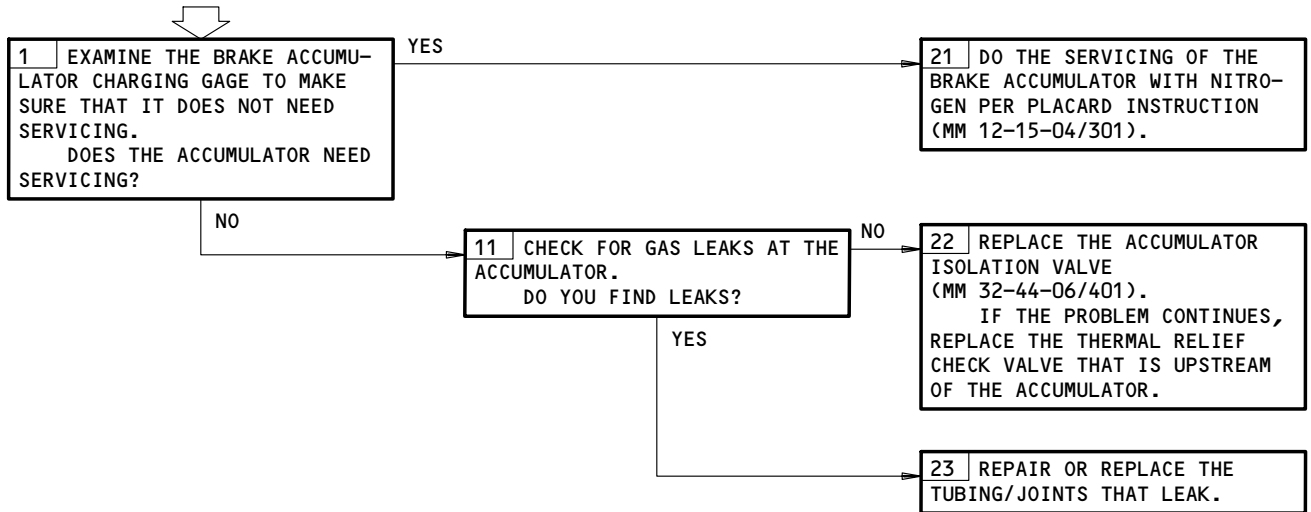 1 EXAMINE THE BRAKE ACCUMU-
LATOR CHARGING GAGE TO MAKE
SURE THAT IT DOES NOT NEED
SERVICING.
DOES THE ACCUMULATOR NEED
SERVICING?
YES
21 DO THE SERVICING OF THE
BRAKE ACCUMULATOR WITH NITRO-
GEN PER PLACARD INSTRUCTION
(MM 12-15-04/301).
NO
11 CHECK FOR GAS LEAKS AT THE
ACCUMULATOR.
DO YOU FIND LEAKS?
NO
22 REPLACE THE ACCUMULATOR
ISOLATION VALVE
(MM 32-44-06/401).
IF THE PROBLEM CONTINUES,
REPLACE THE THERMAL RELIEF
CHECK VALVE THAT IS UPSTREAM
OF THE ACCUMULATOR.
YES
23 REPAIR OR REPLACE THE
TUBING/JOINTS THAT LEAK.